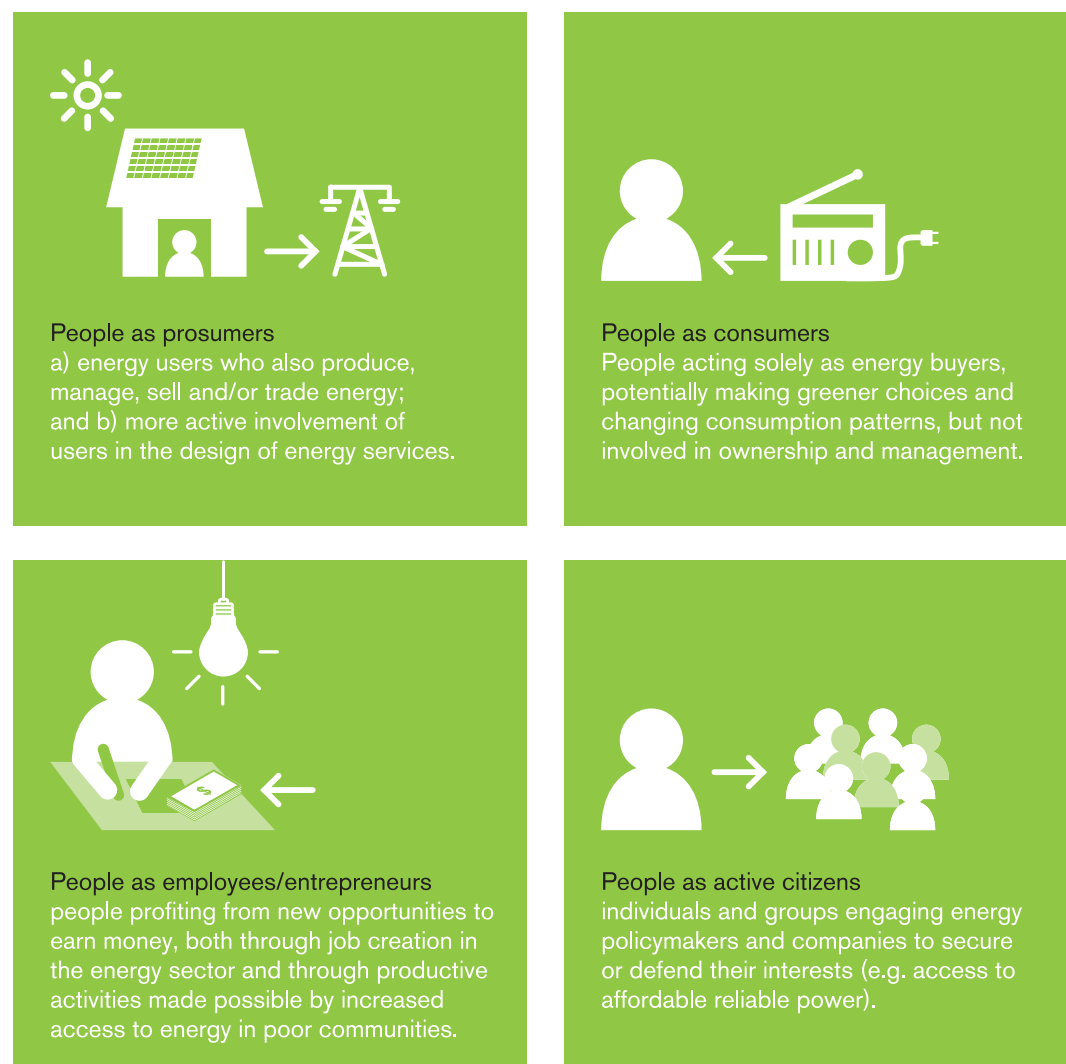 People as prosumers
a) energy users who also produce,
manage, sell and/or trade energy;
and b) more active involvement of
users in the design of energy services.
People as consumers
People acting solely as energy buyers,
potentially making greener choices and
changing consumption patterns, but not
involved in ownership and management.
$
People as employees/entrepreneurs
people profiting from new opportunities to
earn money, both through job creation in
the energy sector and through productive
activities made possible by increased
access to energy in poor communities.
People as active citizens
individuals and groups engaging energy
policymakers and companies to secure
or defend their interests (e.g. access to
affordable reliable power).